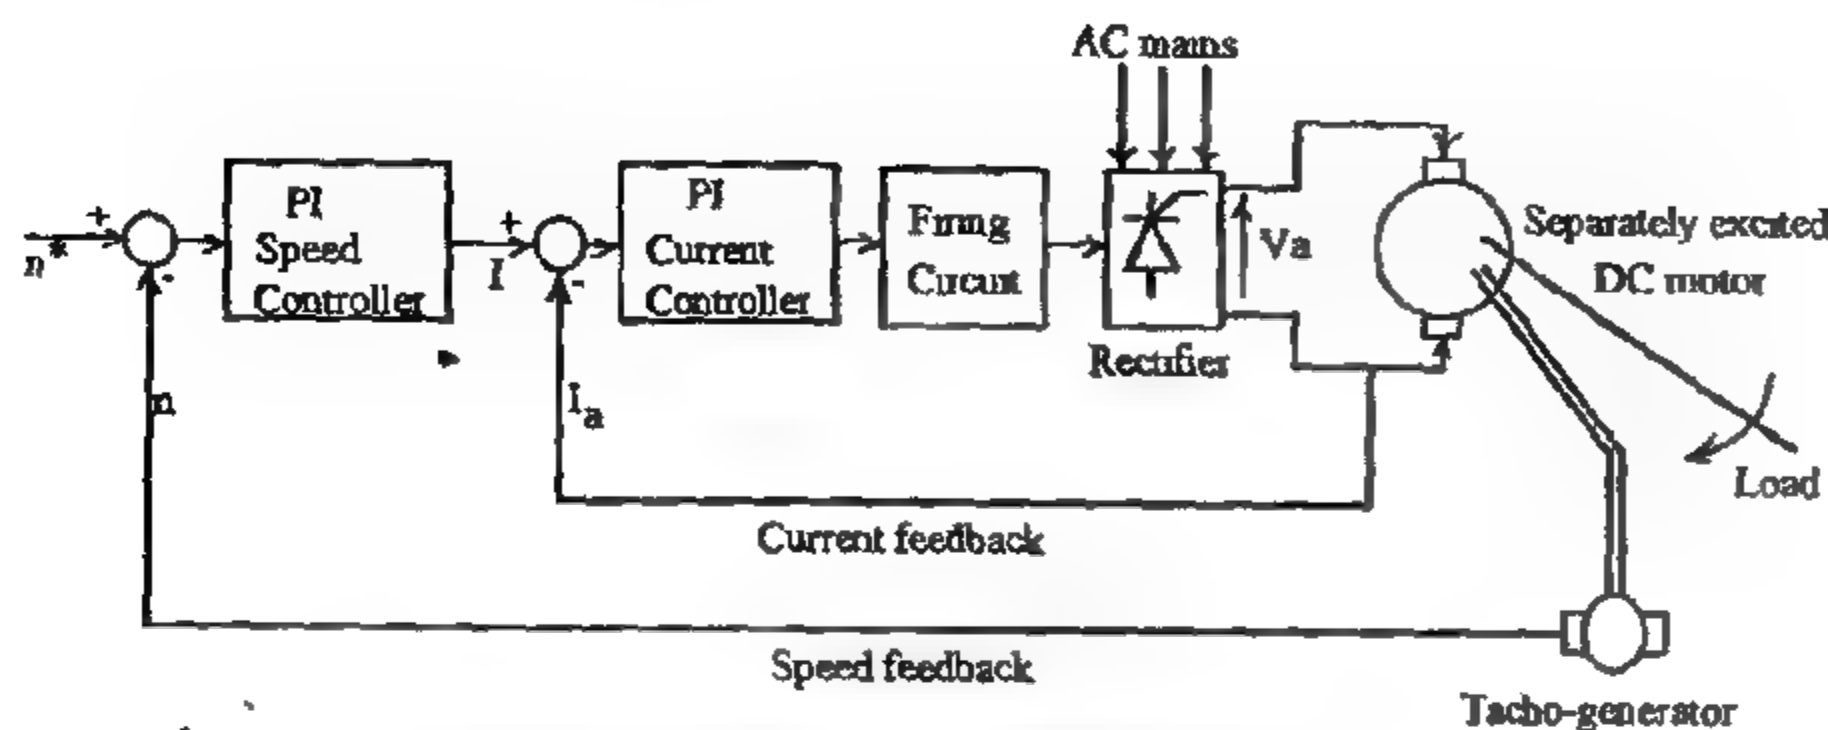 AC mains
n*
+
-
PI
Speed
Controller
I
+
-
PI
Current
Controller
Firing
Circuit
Rectifier
Va
Separately excited
DC motor
Load
n
Ia
Current feedback
Speed feedback
Tacho-generator